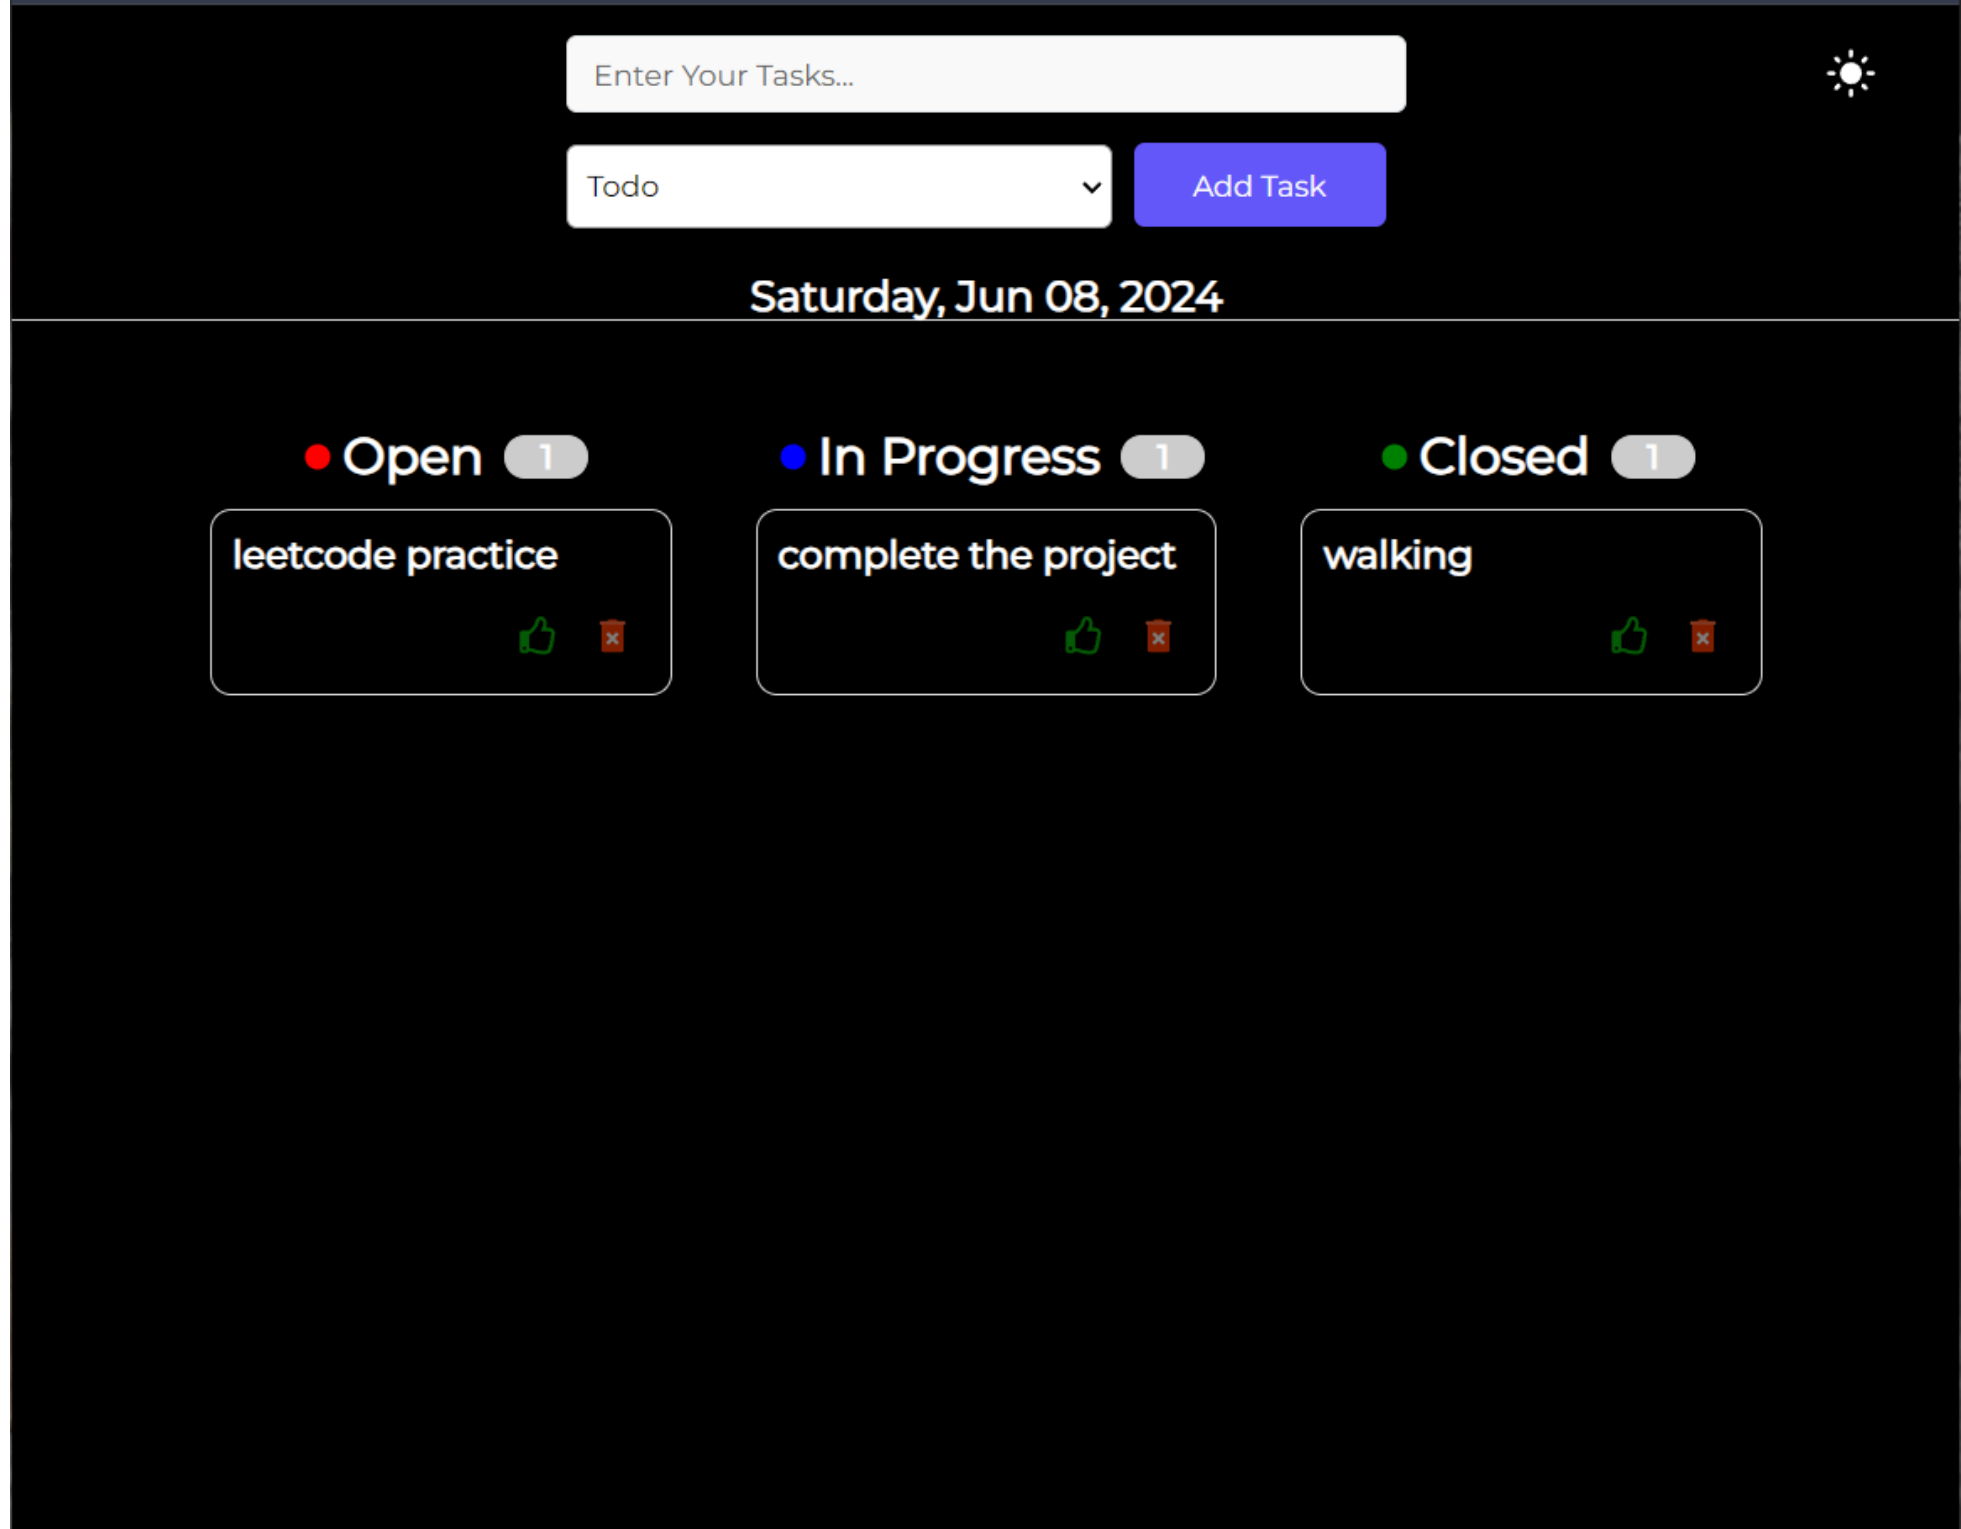 Enter Your Tasks...
Todo
Add Task
Saturday, Jun 08, 2024
Open 1
In Progress 1
Closed 1
leetcode practice
complete the project
walking